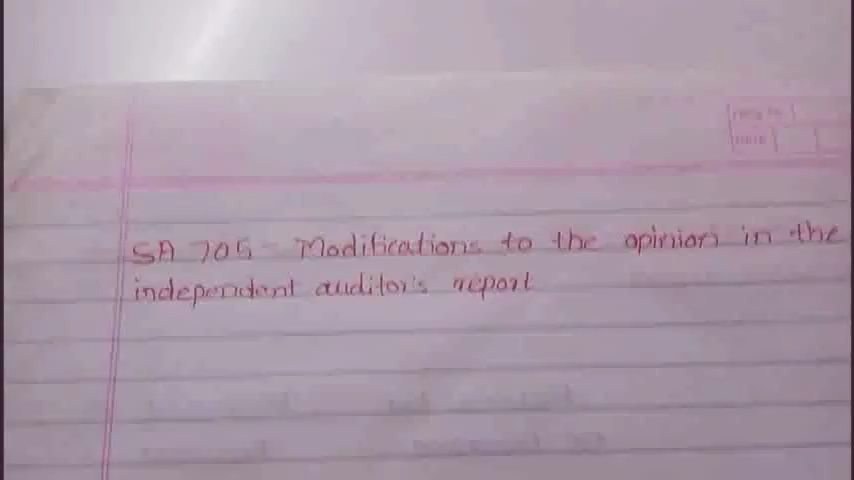 SA 705 - Modifications to the opinion in the
independent auditor's report